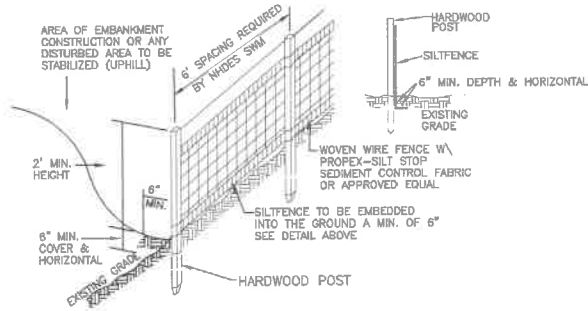 AREA OF EMBANKMENT
CONSTRUCTION OR ANY
DISTURBED AREA TO BE
STABILIZED (UPHILL)
6' SPACING REQUIRED
BY NHDES SWM
HARDWOOD
POST
SILTFENCE
6" MIN. DEPTH & HORIZONTAL
EXISTING
GRADE
2' MIN.
HEIGHT
6"
MIN.
WOVEN WIRE FENCE W\
PROPEX-SILT STOP
SEDIMENT CONTROL FABRIC
OR APPROVED EQUAL
SILTFENCE TO BE EMBEDDED
INTO THE GROUND A MIN. OF 6"
SEE DETAIL ABOVE
6" MIN.
COVER &
HORIZONTAL
EXISTING GRADE
HARDWOOD POST